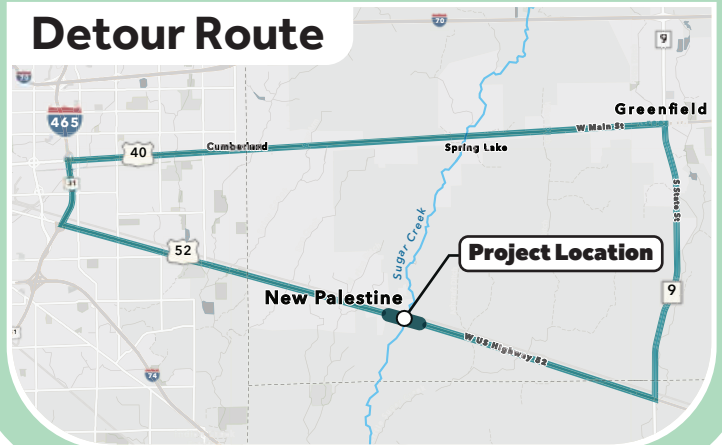 Detour Route
70
9
465
Greenfield
W Main St
40
Cumberland
Spring Lake
31
S State St
52
Sugar Creek
Project Location
New Palestine
9
W US Highway 52
74